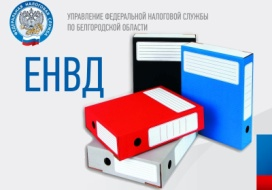 УПРАВЛЕНИЕ ФЕДЕРАЛЬНОЙ НАЛОГОВОЙ СЛУЖБЫ
ПО БЕЛГОРОДСКОЙ ОБЛАСТИ
ЕНВД